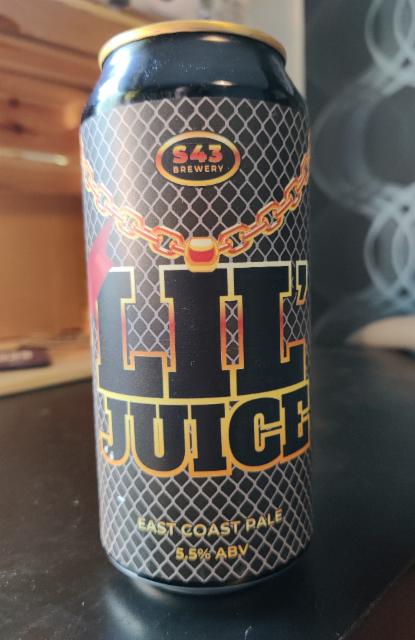 S43
BREWERY
LIL'
JUICE
EAST COAST PALE
5.5% ABV